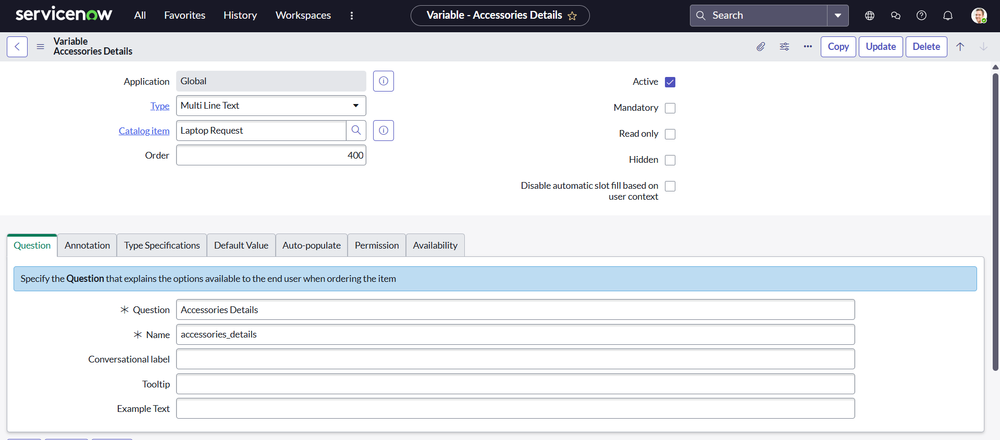 servicenow All Favorites History Workspaces Variable - Accessories Details Search
Variable
Accessories Details
Copy Update Delete
Application Global
Active
Type Multi Line Text
Mandatory
Catalog item Laptop Request
Read only
Order 400
Hidden
Disable automatic slot fill based on
user context
Question Annotation Type Specifications Default Value Auto-populate Permission Availability
Specify the Question that explains the options available to the end user when ordering the item
Question Accessories Details
Name accessories_details
Conversational label
Tooltip
Example Text